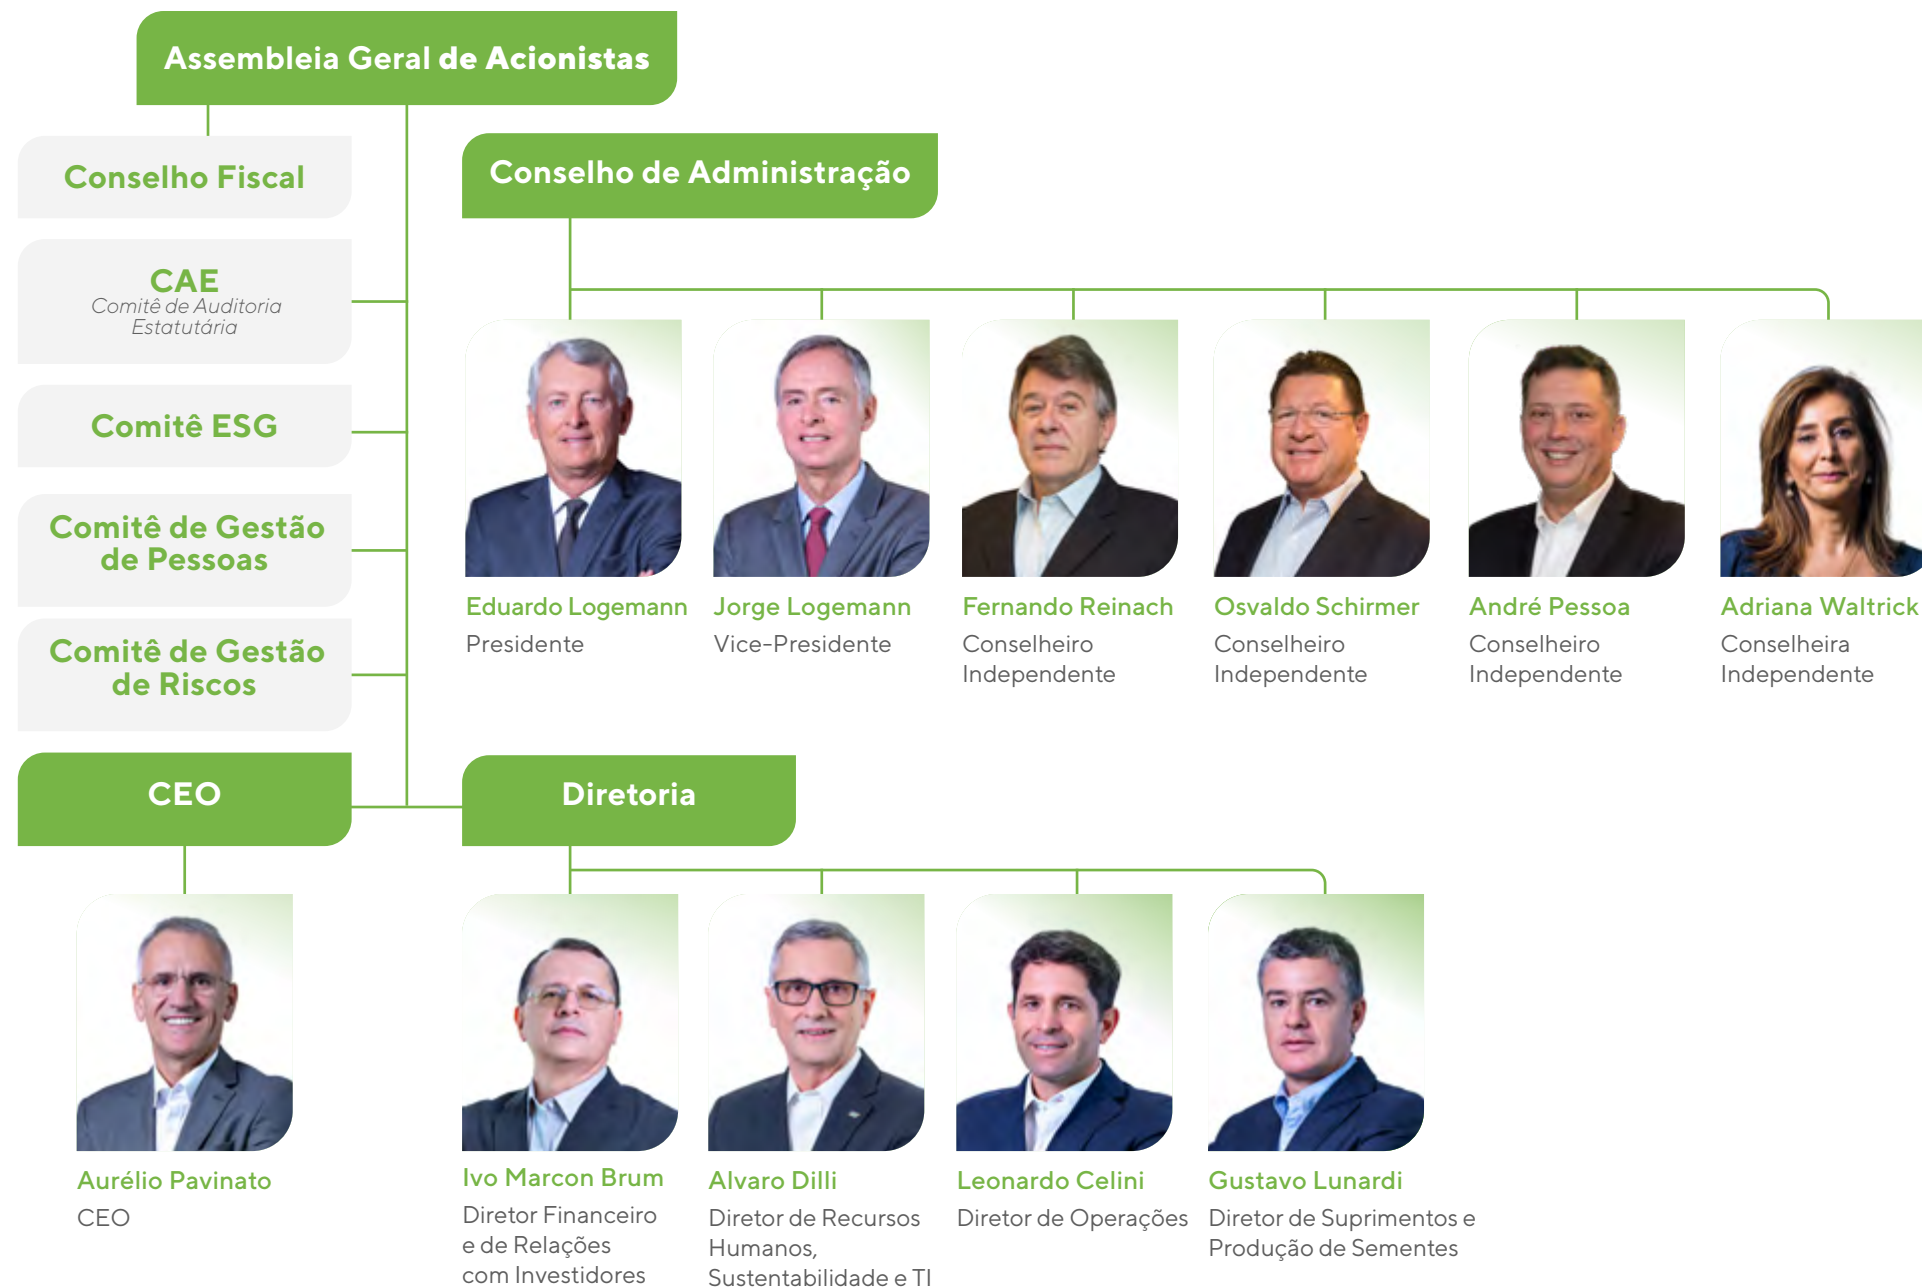 Assembleia Geral de Acionistas
Conselho Fiscal
CAE
Comitê de Auditoria
Estatutária
Comitê ESG
Comitê de Gestão
de Pessoas
Comitê de Gestão
de Riscos
Conselho de Administração
Eduardo Logemann
Presidente
Jorge Logemann
Vice-Presidente
Fernando Reinach
Conselheiro
Independente
Osvaldo Schirmer
Conselheiro
Independente
André Pessoa
Conselheiro
Independente
Adriana Waltrick
Conselheira
Independente
CEO
Aurélio Pavinato
CEO
Diretoria
Ivo Marcon Brum
Diretor Financeiro
e de Relações
com Investidores
Alvaro Dilli
Diretor de Recursos
Humanos,
Sustentabilidade e TI
Leonardo Celini
Diretor de Operações
Gustavo Lunardi
Diretor de Suprimentos e
Produção de Sementes